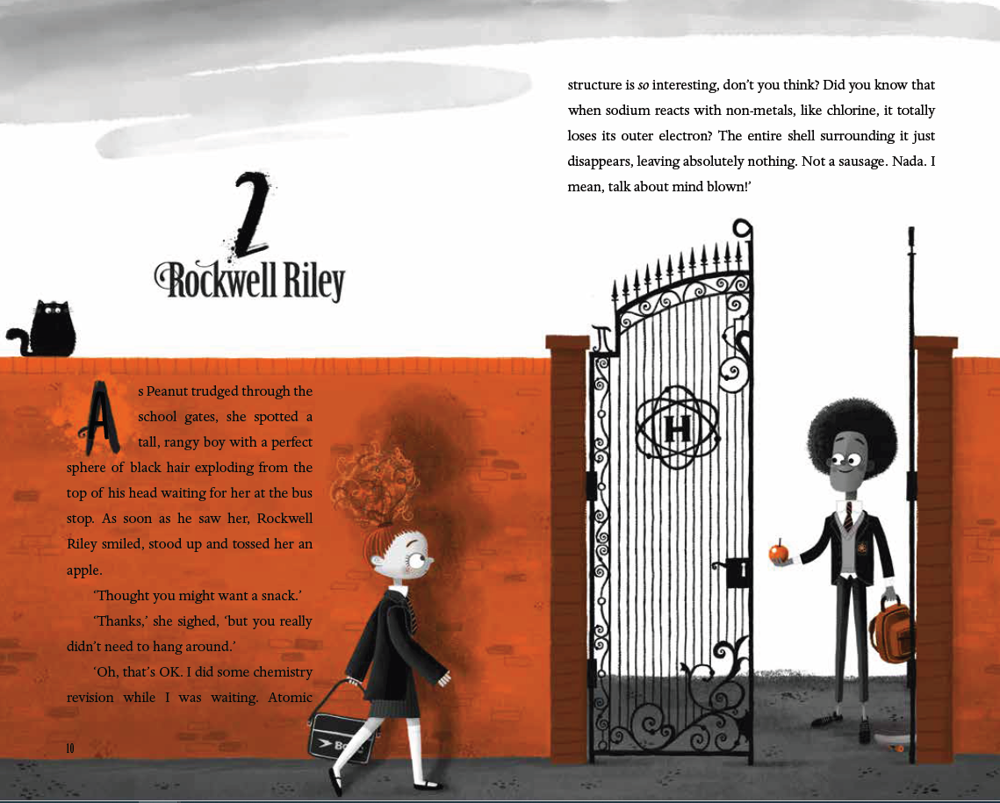 2
Rockwell Riley
As Peanut trudged through the
school gates, she spotted a
tall, rangy boy with a perfect
sphere of black hair exploding from the
top of his head waiting for her at the bus
stop. As soon as he saw her, Rockwell
Riley smiled, stood up and tossed her an
apple.
‘Thought you might want a snack.’
‘Thanks,’ she sighed, ‘but you really
didn’t need to hang around.’
‘Oh, that’s OK. I did some chemistry
revision while I was waiting. Atomic
10
structure is so interesting, don’t you think? Did you know that
when sodium reacts with non-metals, like chlorine, it totally
loses its outer electron? The entire shell surrounding it just
disappears, leaving absolutely nothing. Not a sausage. Nada. I
mean, talk about mind blown!’
H